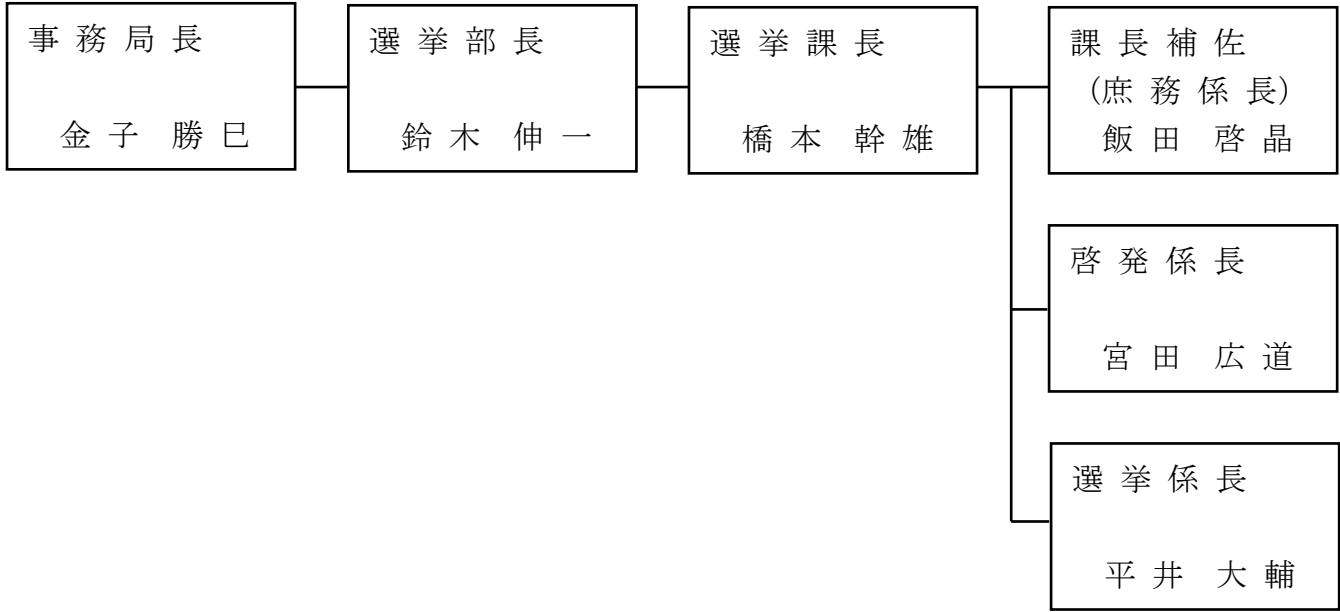 事務局長
金子 勝巳
選挙部長
鈴木 伸一
選挙課長
橋本 幹雄
課長補佐
(庶務係長)
飯田 啓晶
啓発係長
宮田 広道
選挙係長
平井 大輔